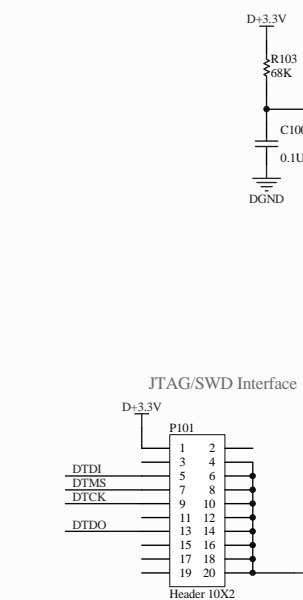 D+3.3V
R103
68K
C100
0.1U
DGND
JTAG/SWD Interface
D+3.3V
P101
1 2
3 4
DTDI 5 6
DTMS 7 8
DTCK 9 10
11 12
DTDO 13 14
15 16
17 18
19 20
Header 10X2